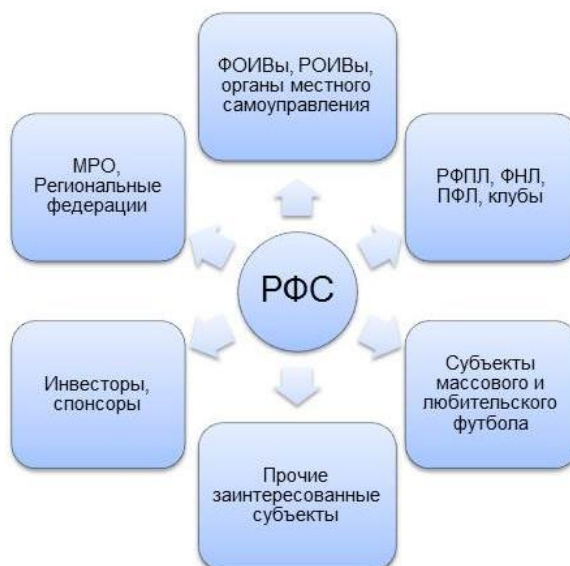 ФОИВы, РОИВы,
органы местного
самоуправления
МРО,
Региональные
федерации
РФПЛ, ФНЛ,
ПФЛ, клубы
РФС
Инвесторы,
спонсоры
Субъекты
массового и
любительского
футбола
Прочие
заинтересованные
субъекты